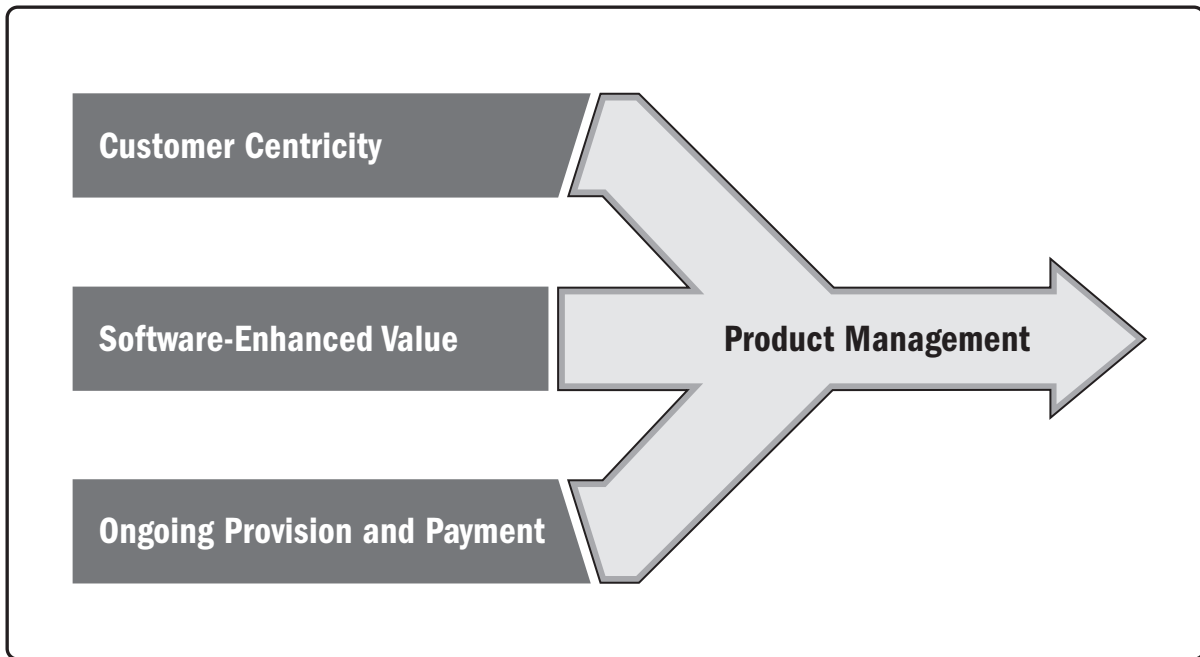 Customer Centricity
Software-Enhanced Value
Product Management
Ongoing Provision and Payment